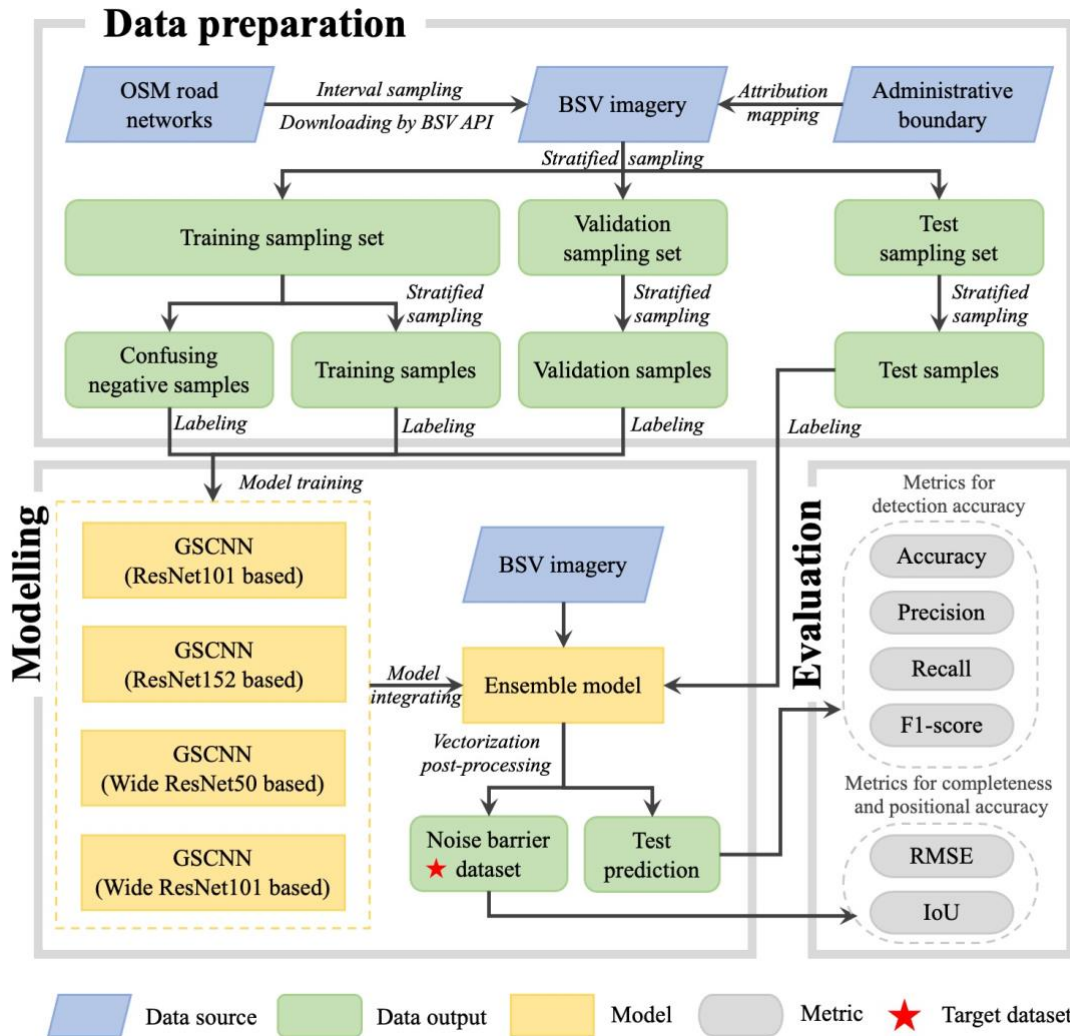 Data preparation
OSM road
networks
Interval sampling
Downloading by BSV API
BSV imagery
Attribution
mapping
Administrative
boundary
Stratified sampling
Training sampling set
Validation
sampling set
Test
sampling set
Stratified
sampling
Stratified
sampling
Stratified
sampling
Confusing
negative samples
Training samples
Validation samples
Test samples
Labeling
Labeling
Labeling
Labeling
Modelling
Model training
GSCNN
(ResNet101 based)
GSCNN
(ResNet152 based)
GSCNN
(Wide ResNet50 based)
GSCNN
(Wide ResNet101 based)
Model
integrating
BSV imagery
Ensemble model
Vectorization
post-processing
Noise barrier
dataset
Test
prediction
Evaluation
Metrics for
detection accuracy
Accuracy
Precision
Recall
F1-score
Metrics for completeness
and positional accuracy
RMSE
IoU
Data source
Data output
Model
Metric
Target dataset